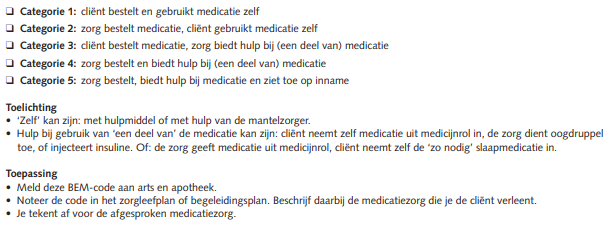 ❑ Categorie 1: cliënt bestelt en gebruikt medicatie zelf
❑ Categorie 2: zorg bestelt medicatie, cliënt gebruikt medicatie zelf
❑ Categorie 3: cliënt bestelt medicatie, zorg biedt hulp bij (een deel van) medicatie
❑ Categorie 4: zorg bestelt en biedt hulp bij (een deel van) medicatie
❑ Categorie 5: zorg bestelt, biedt hulp bij medicatie en ziet toe op inname
Toelichting
• ‘Zelf’ kan zijn: met hulpmiddel of met hulp van de mantelzorger.
• Hulp bij gebruik van ‘een deel van’ de medicatie kan zijn: cliënt neemt zelf medicatie uit medicijnrol in, de zorg dient oogdruppel
toe, of injecteert insuline. Of: de zorg geeft medicatie uit medicijnrol, cliënt neemt zelf de ‘zo nodig’ slaapmedicatie in.
Toepassing
• Meld deze BEM-code aan arts en apotheek.
• Noteer de code in het zorgleefplan of begeleidingsplan. Beschrijf daarbij de medicatiezorg die je de cliënt verleent.
• Je tekent af voor de afgesproken medicatiezorg.